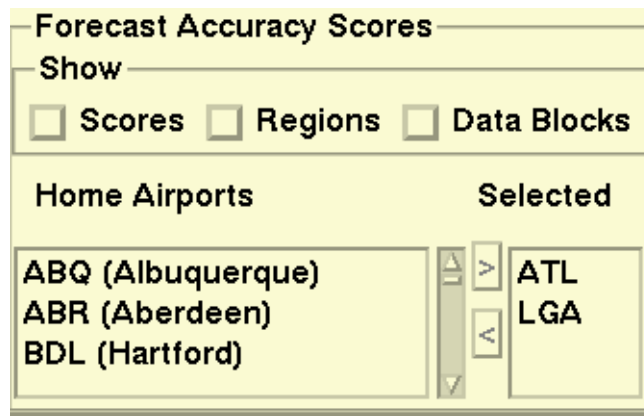 Forecast Accuracy Scores
Show
Scores Regions Data Blocks
Home Airports Selected
ABQ (Albuquerque) > ATL
ABR (Aberdeen) LGA
< 
BDL (Hartford)